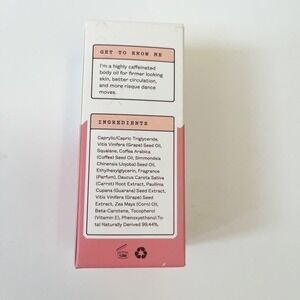 GET TO KNOW ME
I'm a highly caffeinated
body oil for firmer looking
skin, better circulation,
and more risque dance
moves.
INGREDIENTS
Caprylic/Capric Triglyceride,
Vitis Vinifera (Grape) Seed Oil,
Squalane, Coffea Arabica
(Coffee) Seed Oil, Simmondsia
Chinensis (Jojoba) Seed Oil,
Ethylhexylglycerin, Fragrance
(Parfum), Daucus Carota Sativa
(Carrot) Root Extract, Paullinia
Cupana (Guarana) Seed Extract,
Vitis Vinifera (Grape) Seed
Extract, Zea Mays (Corn) Oil,
Beta-Carotene, Tocopherol
(Vitamin E), Phenoxyethanol.To-
tal Naturally Derived 99.44%.